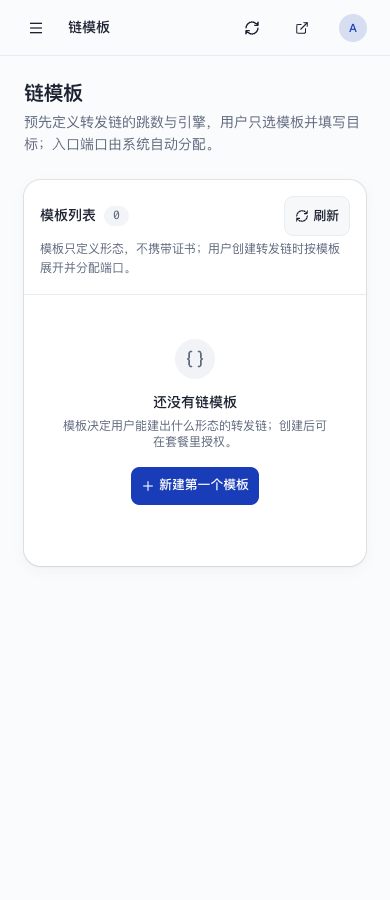 链模板
A
链模板
预先定义转发链的跳数与引擎，用户只选模板并填写目
标；入口端口由系统自动分配。
模板列表 0
刷新
模板只定义形态，不携带证书；用户创建转发链时按模板
展开并分配端口。
还没有链模板
模板决定用户能建出什么形态的转发链；创建后可
在套餐里授权。
新建第一个模板